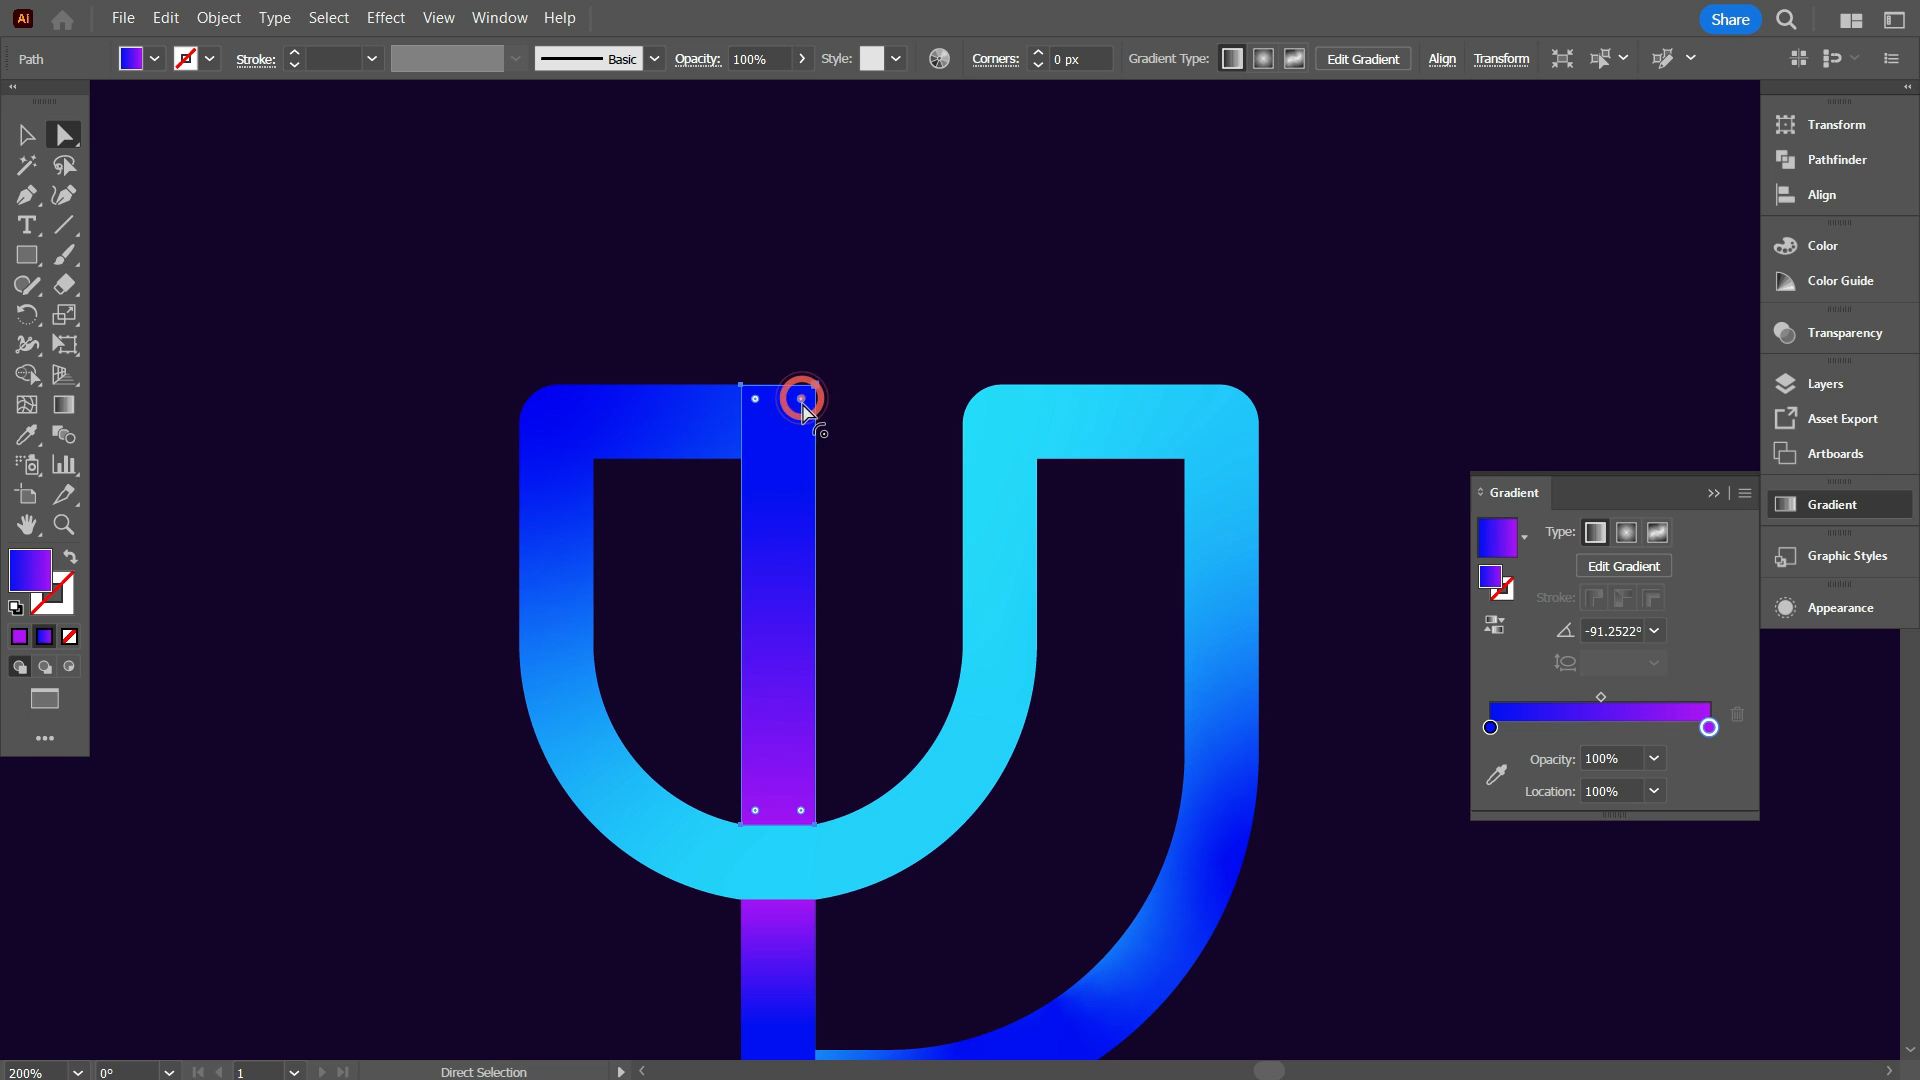 Ai File Edit Object Type Select Effect View Window Help Share
Path Stroke: Basic Opacity: 100% Style: Corners: 0 px Gradient Type: Edit Gradient Align Transform
Transform
Pathfinder
Align
Color
Color Guide
Transparency
Layers
Asset Export
Artboards
Gradient
Graphic Styles
Appearance
Gradient
Type:
Edit Gradient
Stroke:
-91.2522°
Opacity: 100%
Location: 100%
200% 0° 1 Direct Selection